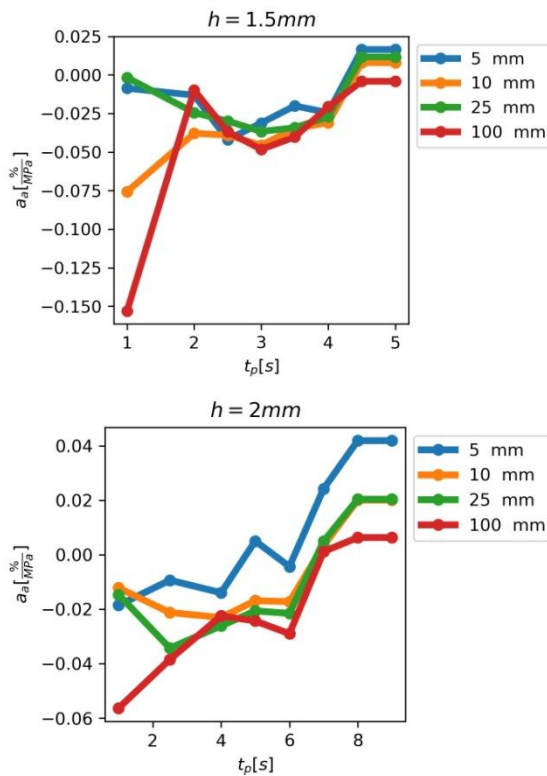 h = 1.5mm
0.025
0.000
−0.025
−0.050
−0.075
−0.100
−0.125
−0.150
a_a[%/MPa]
1 2 3 4 5
t_p[s]
5 mm
10 mm
25 mm
100 mm
h = 2mm
0.04
0.02
0.00
−0.02
−0.04
−0.06
a_a[%/MPa]
2 4 6 8
t_p[s]
5 mm
10 mm
25 mm
100 mm